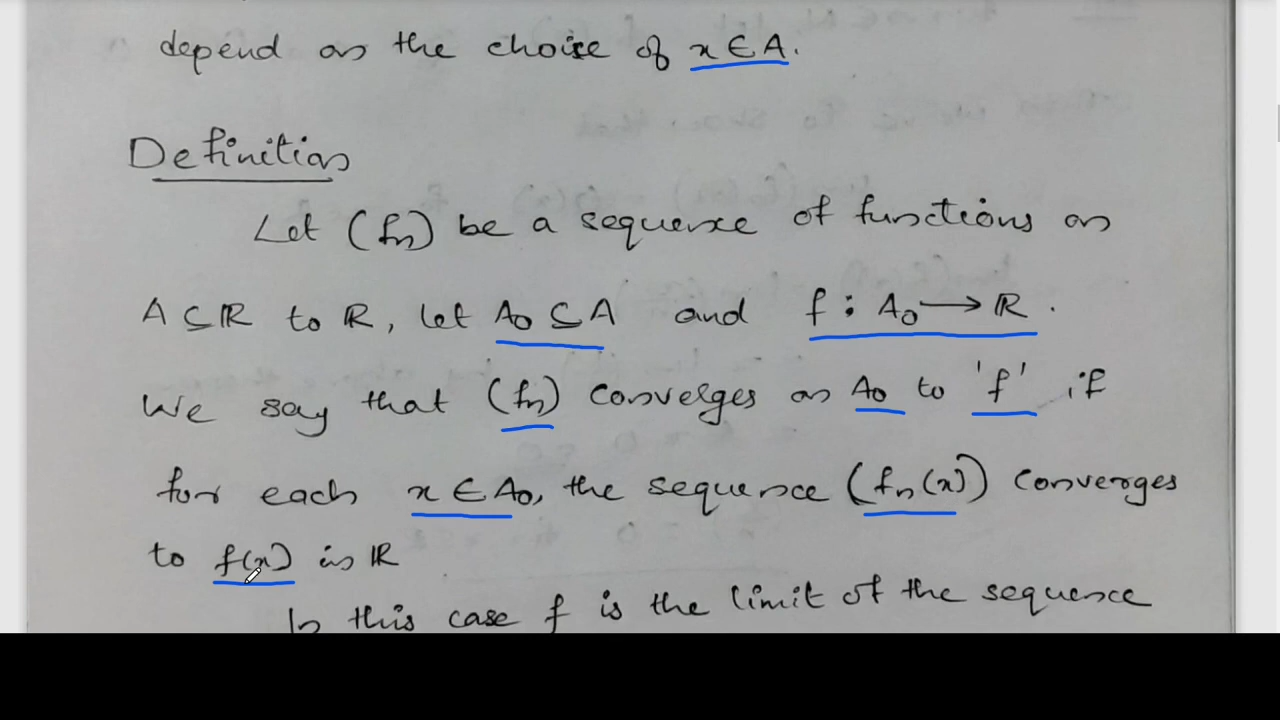 depend on the choice of x ∈ A.
Definition
Let (fn) be a sequence of functions on
A ⊆ ℝ to ℝ, let A₀ ⊆ A and f : A₀ → ℝ.
We say that (fn) converges on A₀ to 'f' if
for each x ∈ A₀, the sequence (fn(x)) converges
to f(x) in ℝ
In this case f is the limit of the sequence